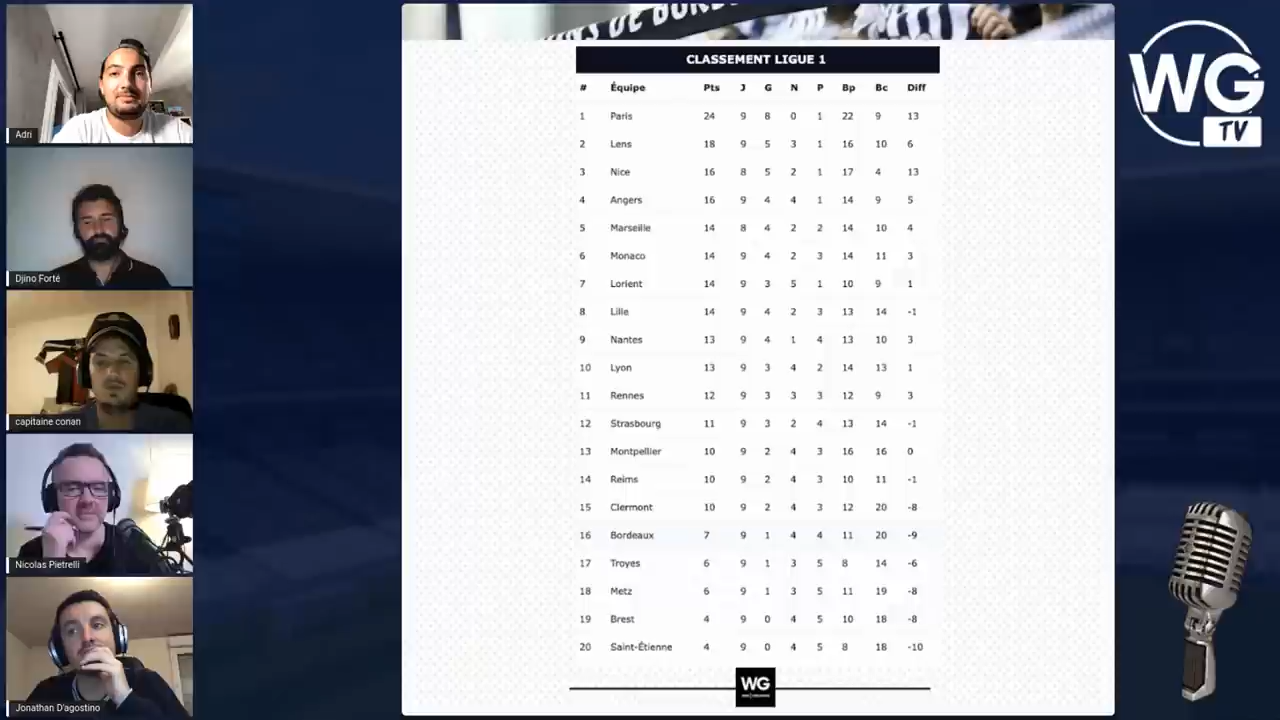 Adri
Djino Forté
capitaine conan
Nicolas Pietrelli
Jonathan D'agostino
DE
CLASSEMENT LIGUE 1
# Équipe Pts J G N P Bp Bc Diff
1 Paris 24 9 8 0 1 22 9 13
2 Lens 18 9 5 3 1 16 10 6
3 Nice 16 8 5 2 1 17 4 13
4 Angers 16 9 4 4 1 14 9 5
5 Marseille 14 8 4 2 2 14 10 4
6 Monaco 14 9 4 2 3 14 11 3
7 Lorient 14 9 3 5 1 10 9 1
8 Lille 14 9 4 2 3 13 14 -1
9 Nantes 13 9 4 1 4 13 10 3
10 Lyon 13 9 3 4 2 14 13 1
11 Rennes 12 9 3 3 3 12 9 3
12 Strasbourg 11 9 3 2 4 13 14 -1
13 Montpellier 10 9 2 4 3 16 16 0
14 Reims 10 9 2 4 3 10 11 -1
15 Clermont 10 9 2 4 3 12 20 -8
16 Bordeaux 7 9 1 4 4 11 20 -9
17 Troyes 6 9 1 3 5 8 14 -6
18 Metz 6 9 1 3 5 11 19 -8
19 Brest 4 9 0 4 5 10 18 -8
20 Saint-Étienne 4 9 0 4 5 8 18 -10
WG
WG
TV